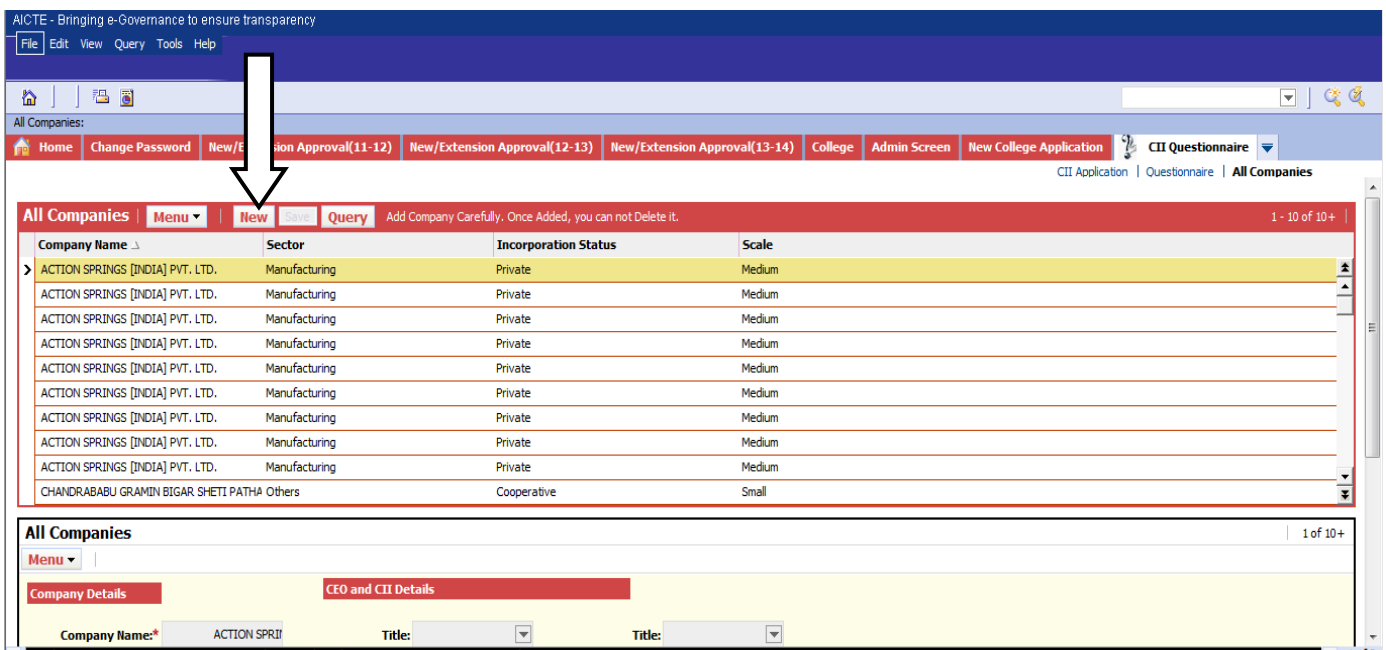 AICTE - Bringing e-Governance to ensure transparency
File Edit View Query Tools Help
All Companies:
Home Change Password New/E sion Approval(11-12) New/Extension Approval(12-13) New/Extension Approval(13-14) College Admin Screen New College Application CII Questionnaire
CII Application | Questionnaire | All Companies
All Companies | Menu | New Save Query Add Company Carefully. Once Added, you can not Delete it. 1 - 10 of 10+
Company Name Sector Incorporation Status Scale
ACTION SPRINGS [INDIA] PVT. LTD. Manufacturing Private Medium
ACTION SPRINGS [INDIA] PVT. LTD. Manufacturing Private Medium
ACTION SPRINGS [INDIA] PVT. LTD. Manufacturing Private Medium
ACTION SPRINGS [INDIA] PVT. LTD. Manufacturing Private Medium
ACTION SPRINGS [INDIA] PVT. LTD. Manufacturing Private Medium
ACTION SPRINGS [INDIA] PVT. LTD. Manufacturing Private Medium
ACTION SPRINGS [INDIA] PVT. LTD. Manufacturing Private Medium
ACTION SPRINGS [INDIA] PVT. LTD. Manufacturing Private Medium
ACTION SPRINGS [INDIA] PVT. LTD. Manufacturing Private Medium
CHANDRABABU GRAMIN BIGAR SHETI PATHA Others Cooperative Small
All Companies 1 of 10+
Menu
Company Details CEO and CII Details
Company Name:* ACTION SPRI Title: Title: